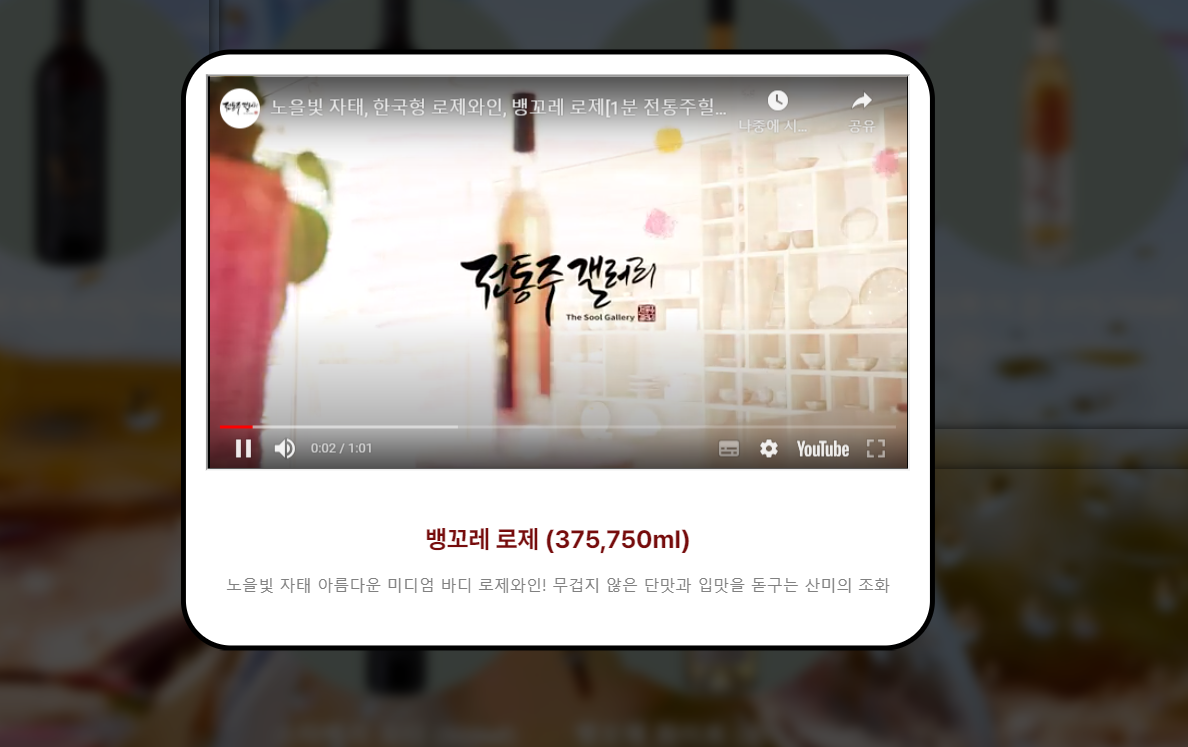 노을빛 자태, 한국형 로제와인, 뱅꼬레 로제[1분 전통주힐...
나중에 시...
공유
전통주 갤러리
The Sool Gallery
0:02 / 1:01
YouTube
뱅꼬레 로제 (375,750ml)
노을빛 자태 아름다운 미디엄 바디 로제와인! 무겁지 않은 단맛과 입맛을 돋구는 산미의 조화